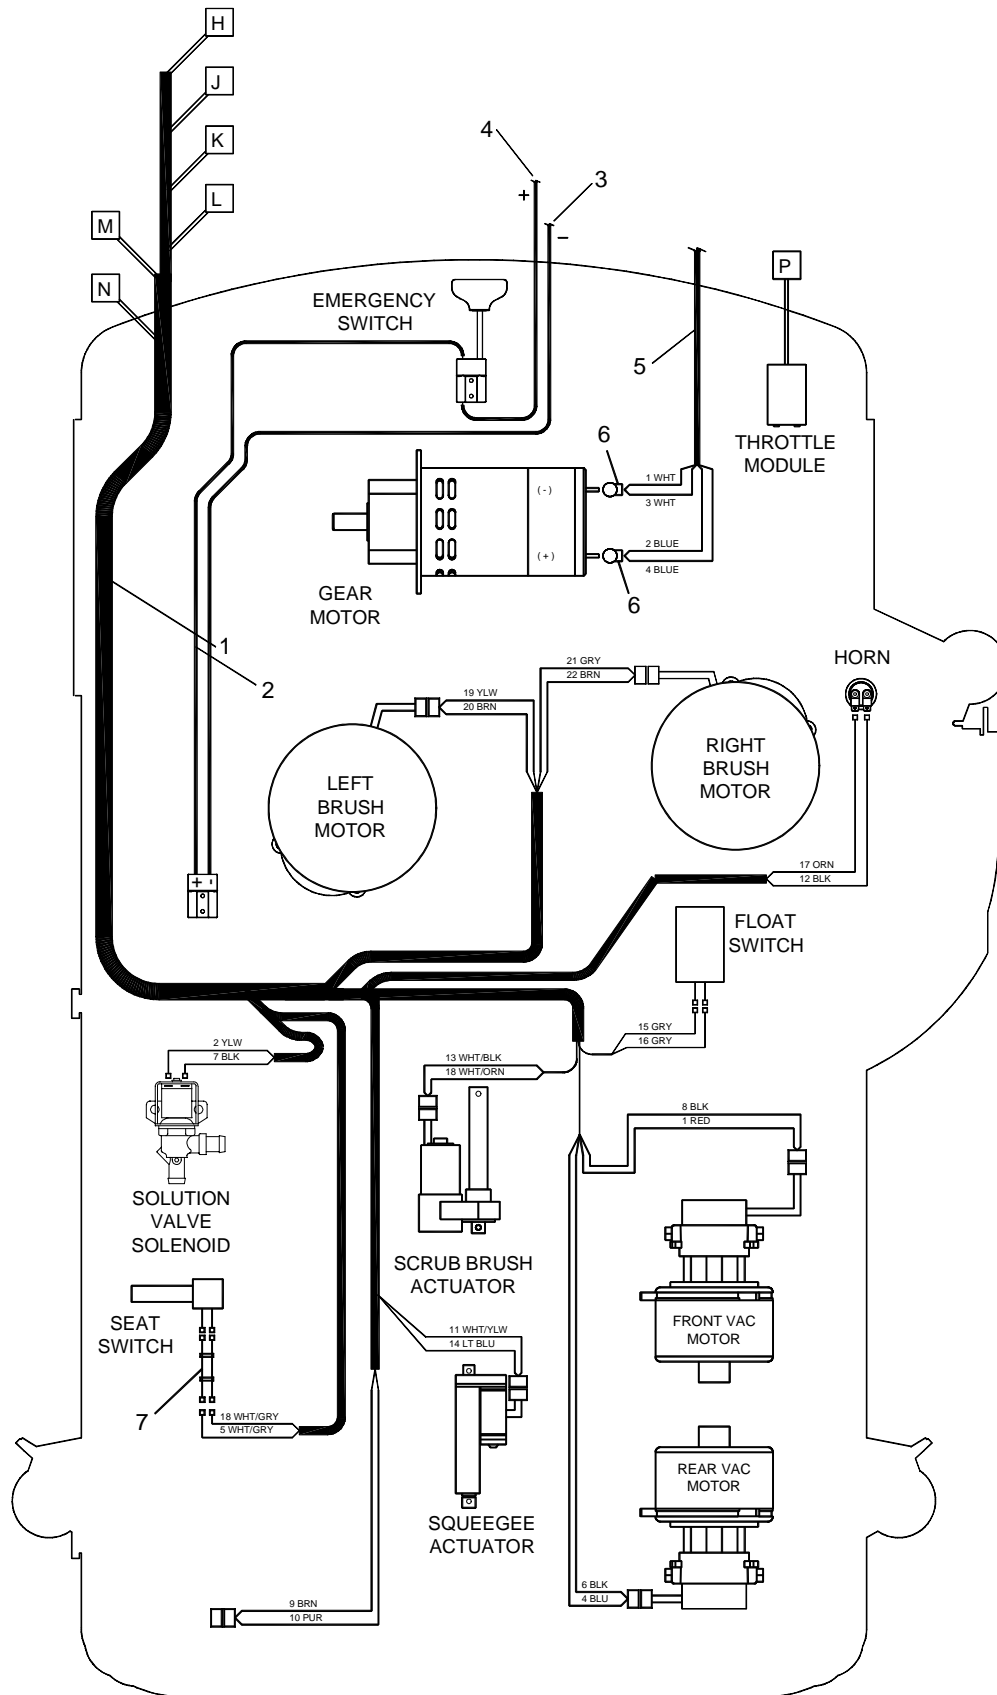 H
J
K
L
M
N
4
+
3
–
P
EMERGENCY
SWITCH
5
THROTTLE
MODULE
6
1 WHT
3 WHT
(-)
2 BLUE
(+)
4 BLUE
6
GEAR
MOTOR
1
2
21 GRY
22 BRN
HORN
19 YLW
20 BRN
RIGHT
BRUSH
MOTOR
LEFT
BRUSH
MOTOR
17 ORN
12 BLK
+ -
FLOAT
SWITCH
15 GRY
16 GRY
2 YLW
7 BLK
13 WHT/BLK
18 WHT/ORN
8 BLK
1 RED
SOLUTION
VALVE
SOLENOID
SCRUB BRUSH
ACTUATOR
SEAT
SWITCH
11 WHT/YLW
14 LT BLU
FRONT VAC
MOTOR
7
18 WHT/GRY
5 WHT/GRY
REAR VAC
MOTOR
SQUEEGEE
ACTUATOR
6 BLK
4 BLU
9 BRN
10 PUR